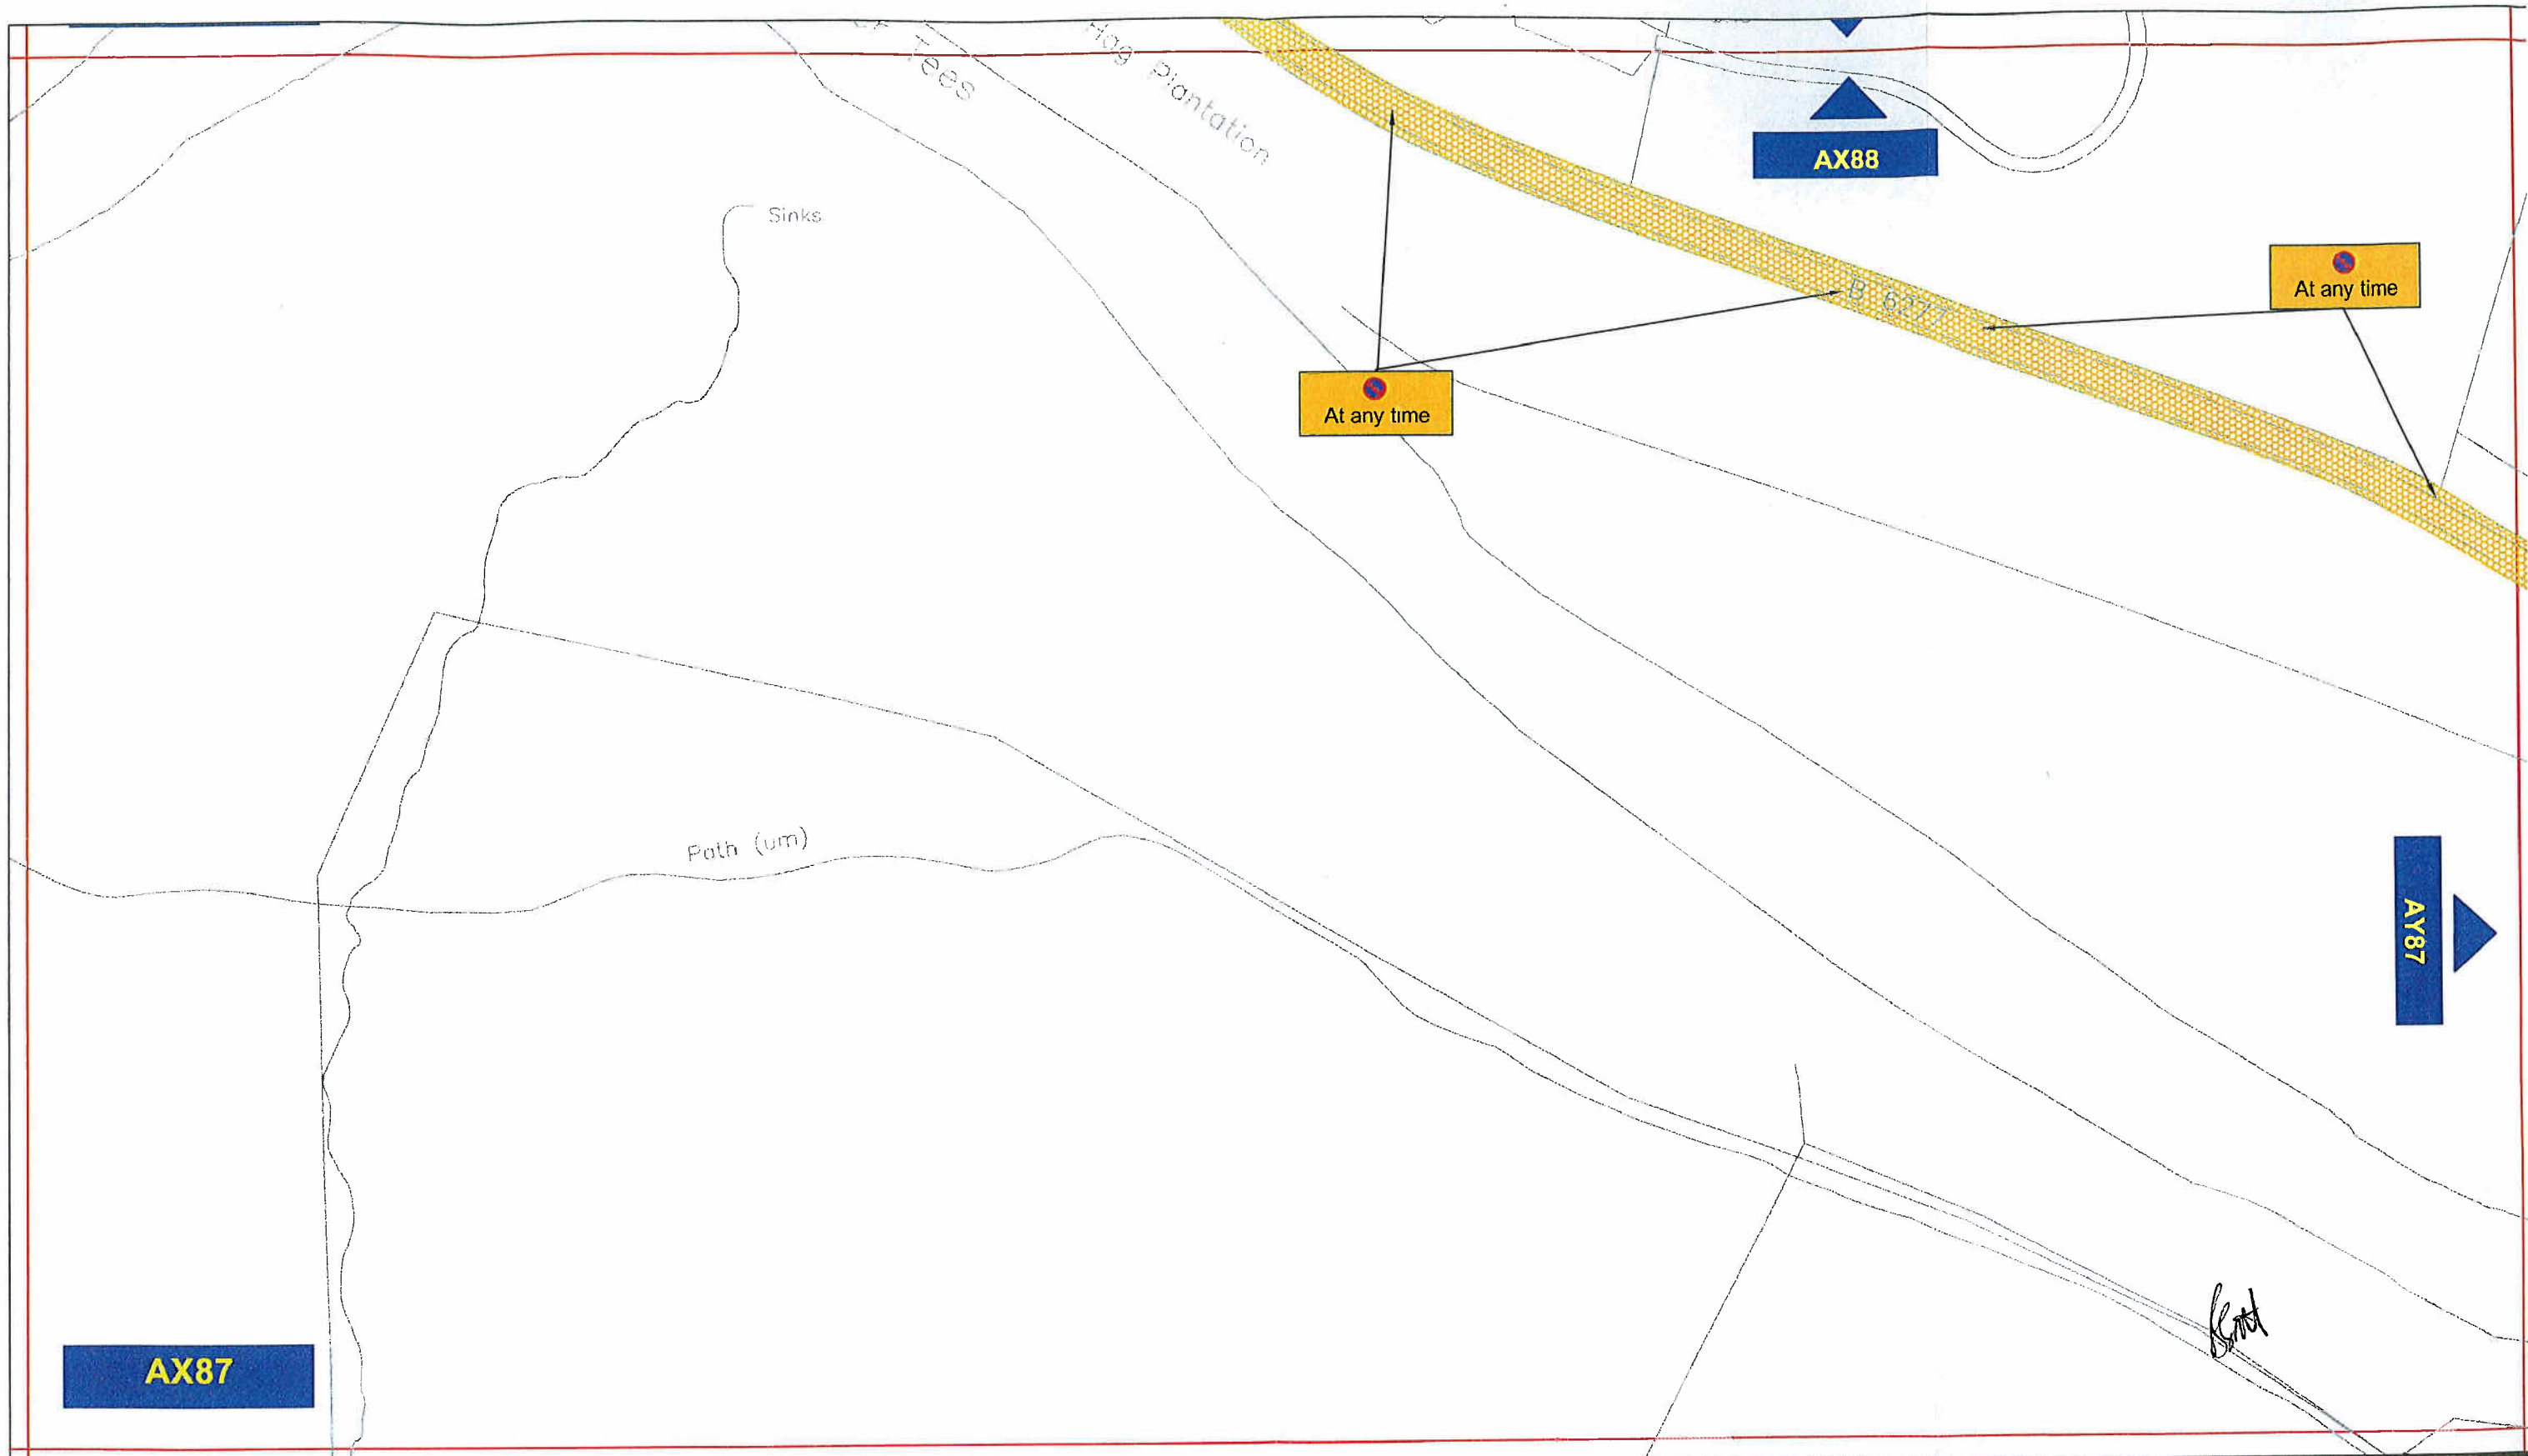 Tees
Hag Plantation
AX88
Sinks
B 6277
At any time
At any time
Path (um)
AY87
AX87